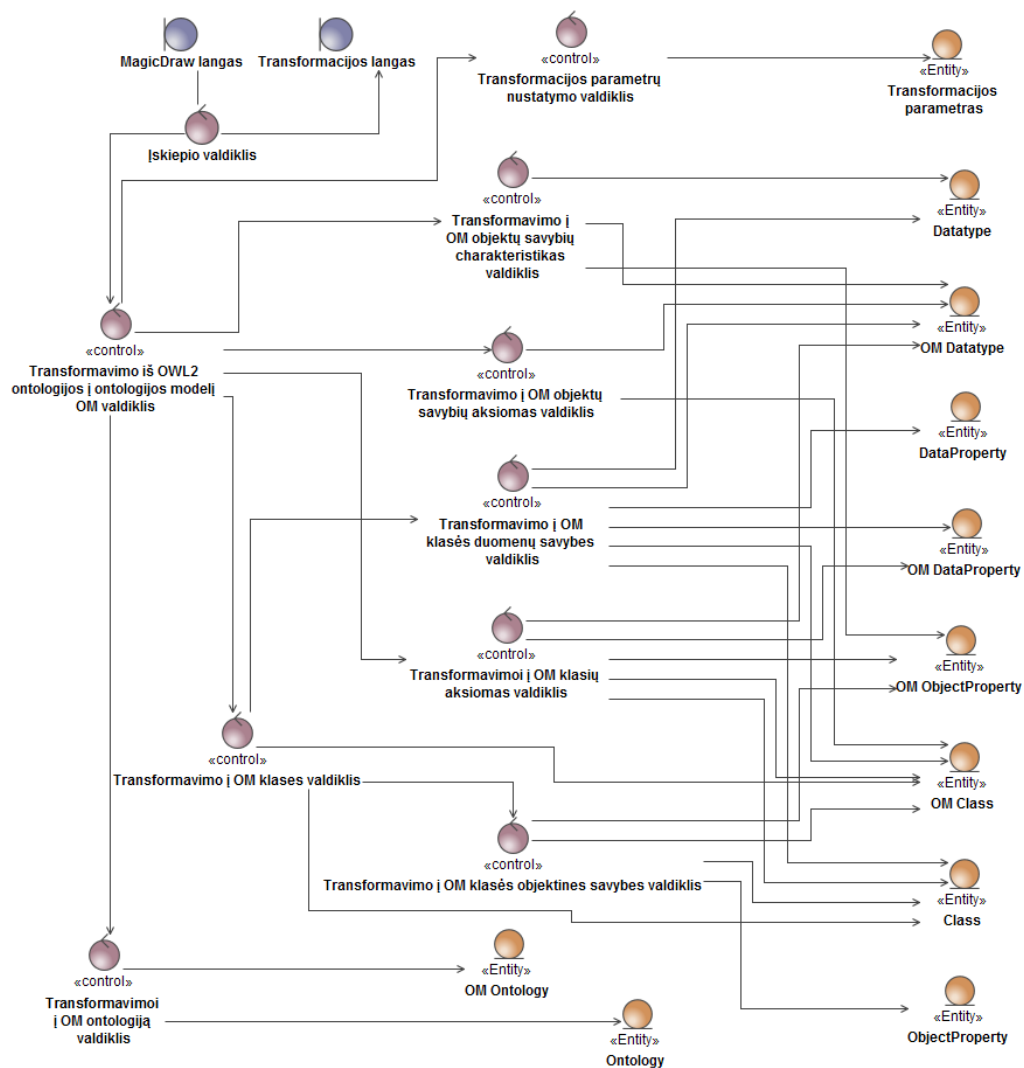 MagicDraw langas
Transformacijos langas
«control»
Transformacijos parametrų
nustatymo valdiklis
«Entity»
Transformacijos
parametras
Įskiepio valdiklis
«control»
Transformavimo į
OM objektų savybių
charakteristikas
valdiklis
«Entity»
Datatype
«control»
Transformavimo iš OWL2
ontologijos į ontologijos modelį
OM valdiklis
«control»
Transformavimo į OM objektų
savybių aksiomas valdiklis
«Entity»
OM Datatype
«Entity»
DataProperty
«control»
Transformavimo į OM
klasės duomenų savybes
valdiklis
«Entity»
OM DataProperty
«control»
Transformavimoi į OM klasių
aksiomas valdiklis
«Entity»
OM ObjectProperty
«control»
Transformavimo į OM klases valdiklis
«Entity»
OM Class
«control»
Transformavimo į OM klasės objektines savybes valdiklis
«Entity»
Class
«control»
Transformavimoi
į OM ontologiją
valdiklis
«Entity»
OM Ontology
«Entity»
Ontology
«Entity»
ObjectProperty